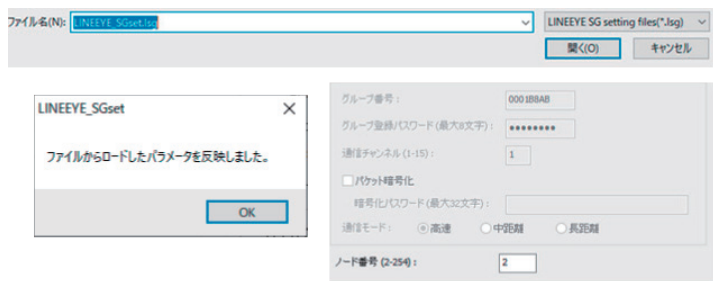 ファイル名(N): LINEEYE_SGset.lsg LINEEYE SG setting files(*.lsg)
開く(O) キャンセル
LINEEYE_SGset
ファイルからロードしたパラメータを反映しました。
OK
グループ番号: 0001B8AB
グループ登録パスワード(最大8文字): ●●●●●●●●
通信チャンネル(1-15): 1
パケット暗号化
暗号化パスワード(最大32文字):
通信モード: 高速 中距離 長距離
ノード番号(2-254): 2